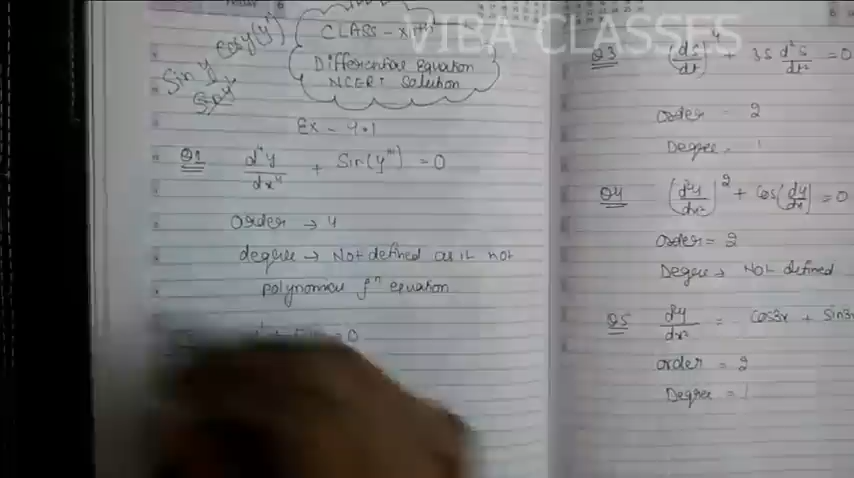 VIBA CLASSES
CLASS - XIIth
Differential Equation
NCERT Solution
Sin y cos(y')
Ex - 9.1
Q1 d⁴y/dx⁴ + Sin(y''') = 0
Order → 4
degree → Not defined as it not
polynomial fⁿ equation
= 0
Q3 (ds/dt)⁴ + 3s d²s/dt² = 0
Order = 2
Degree = 1
Q4 (d²y/dx²)² + Cos(dy/dx) = 0
Order = 2
Degree → Not defined
Q5 d²y/dx² = Cos3x + Sin3x
Order = 2
Degree = 1